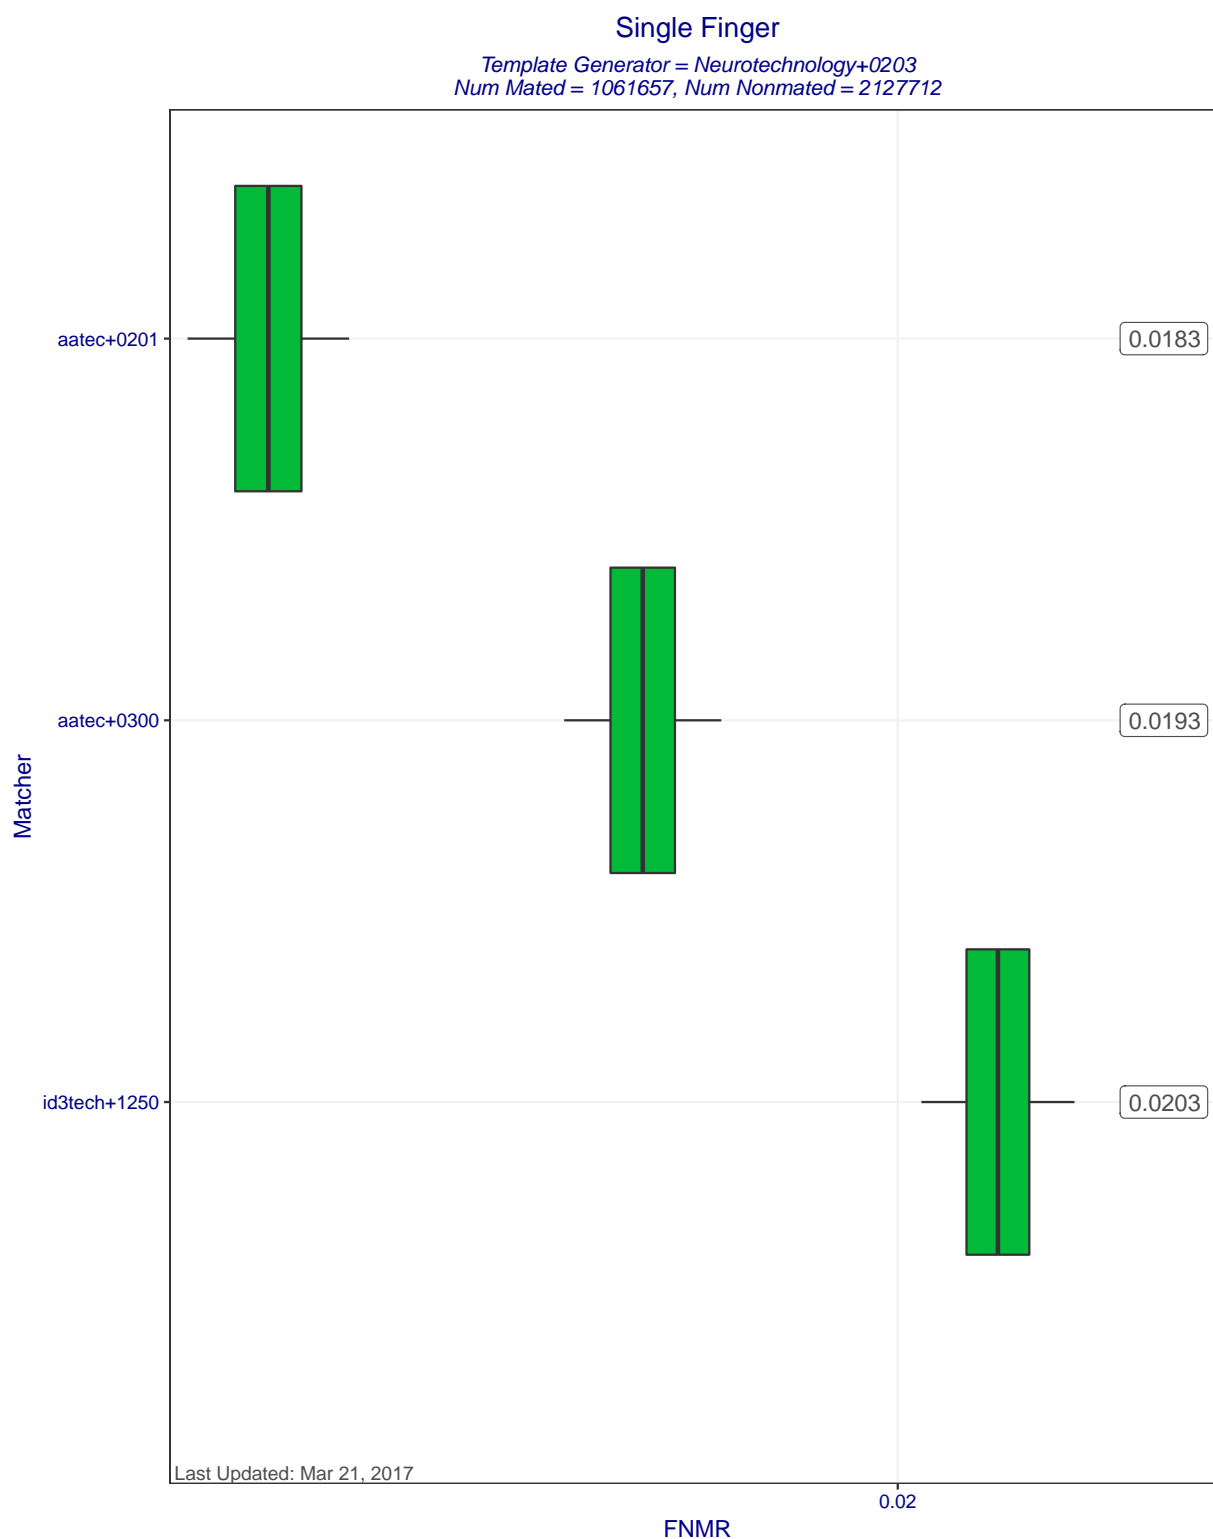 Single Finger
Template Generator = Neurotechnology+0203
Num Mated = 1061657, Num Nonmated = 2127712
aatec+0201
0.0183
aatec+0300
0.0193
Matcher
id3tech+1250
0.0203
Last Updated: Mar 21, 2017
0.02
FNMR